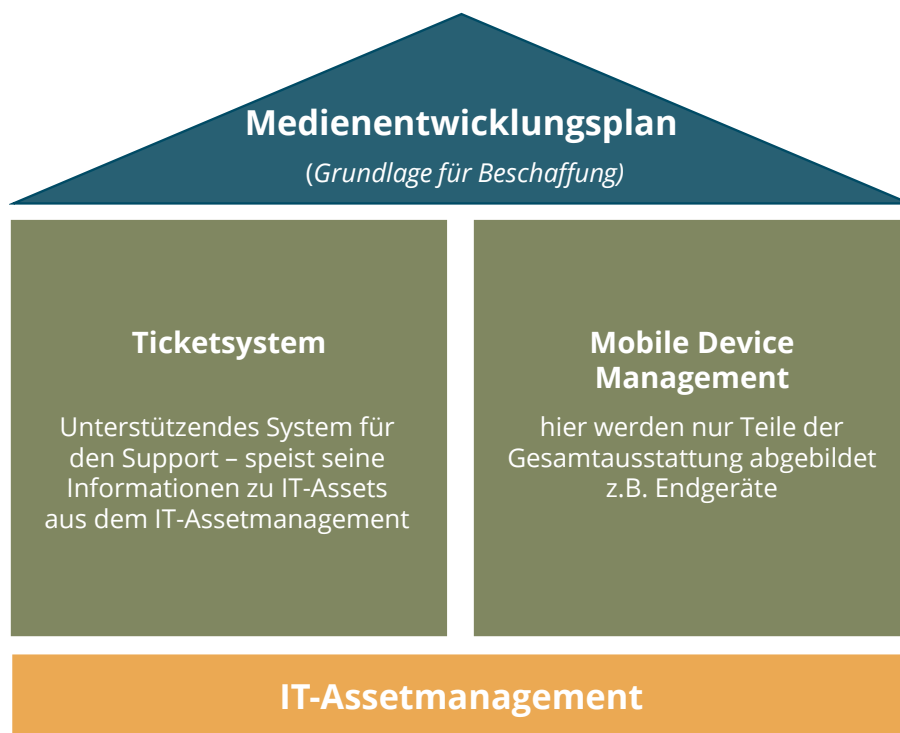 Medienentwicklungsplan
(Grundlage für Beschaffung)
Ticketsystem
Unterstützendes System für
den Support – speist seine
Informationen zu IT-Assets
aus dem IT-Assetmanagement
Mobile Device
Management
hier werden nur Teile der
Gesamtausstattung abgebildet
z.B. Endgeräte
IT-Assetmanagement